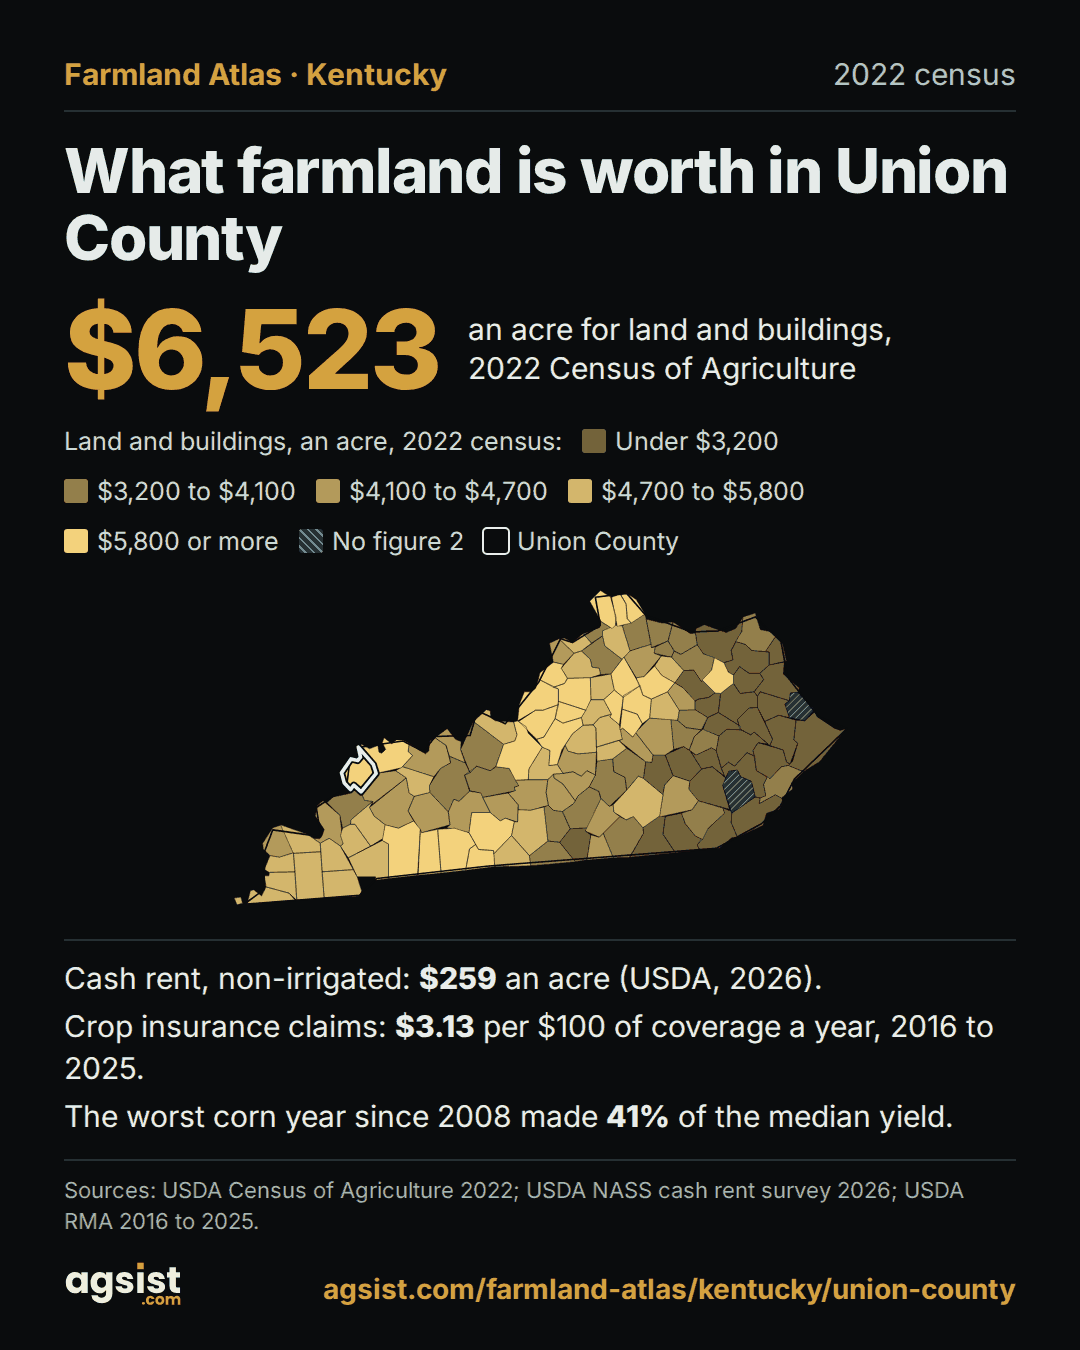 Farmland Atlas · Kentucky
2022 census
What farmland is worth in Union
County
$6,523
an acre for land and buildings,
2022 Census of Agriculture
Land and buildings, an acre, 2022 census: Under $3,200
$3,200 to $4,100 $4,100 to $4,700 $4,700 to $5,800
$5,800 or more No figure 2 Union County
Cash rent, non-irrigated: $259 an acre (USDA, 2026).
Crop insurance claims: $3.13 per $100 of coverage a year, 2016 to
2025.
The worst corn year since 2008 made 41% of the median yield.
Sources: USDA Census of Agriculture 2022; USDA NASS cash rent survey 2026; USDA
RMA 2016 to 2025.
agsist
.com
agsist.com/farmland-atlas/kentucky/union-county